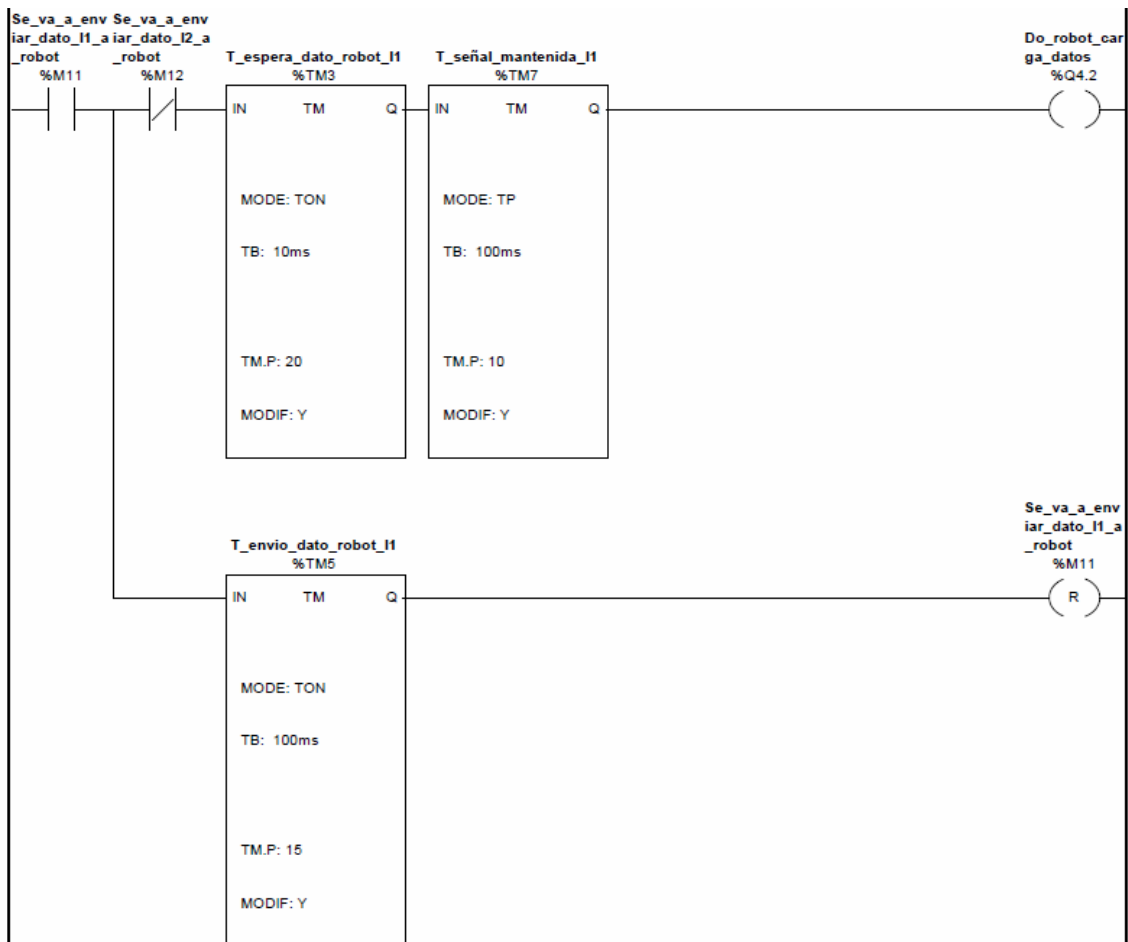 Se_va_a_env Se_va_a_env
iar_dato_l1_a iar_dato_l2_a
_robot _robot T_espera_dato_robot_l1 T_señal_mantenida_l1 Do_robot_car
ga_datos
%M11 %M12 %TM3 %TM7 %Q4.2
IN TM Q IN TM Q
MODE: TON MODE: TP
TB: 10ms TB: 100ms
TM.P: 20 TM.P: 10
MODIF: Y MODIF: Y
Se_va_a_env
iar_dato_l1_a
_robot
T_envio_dato_robot_l1
%TM5 %M11
IN TM Q R
MODE: TON
TB: 100ms
TM.P: 15
MODIF: Y